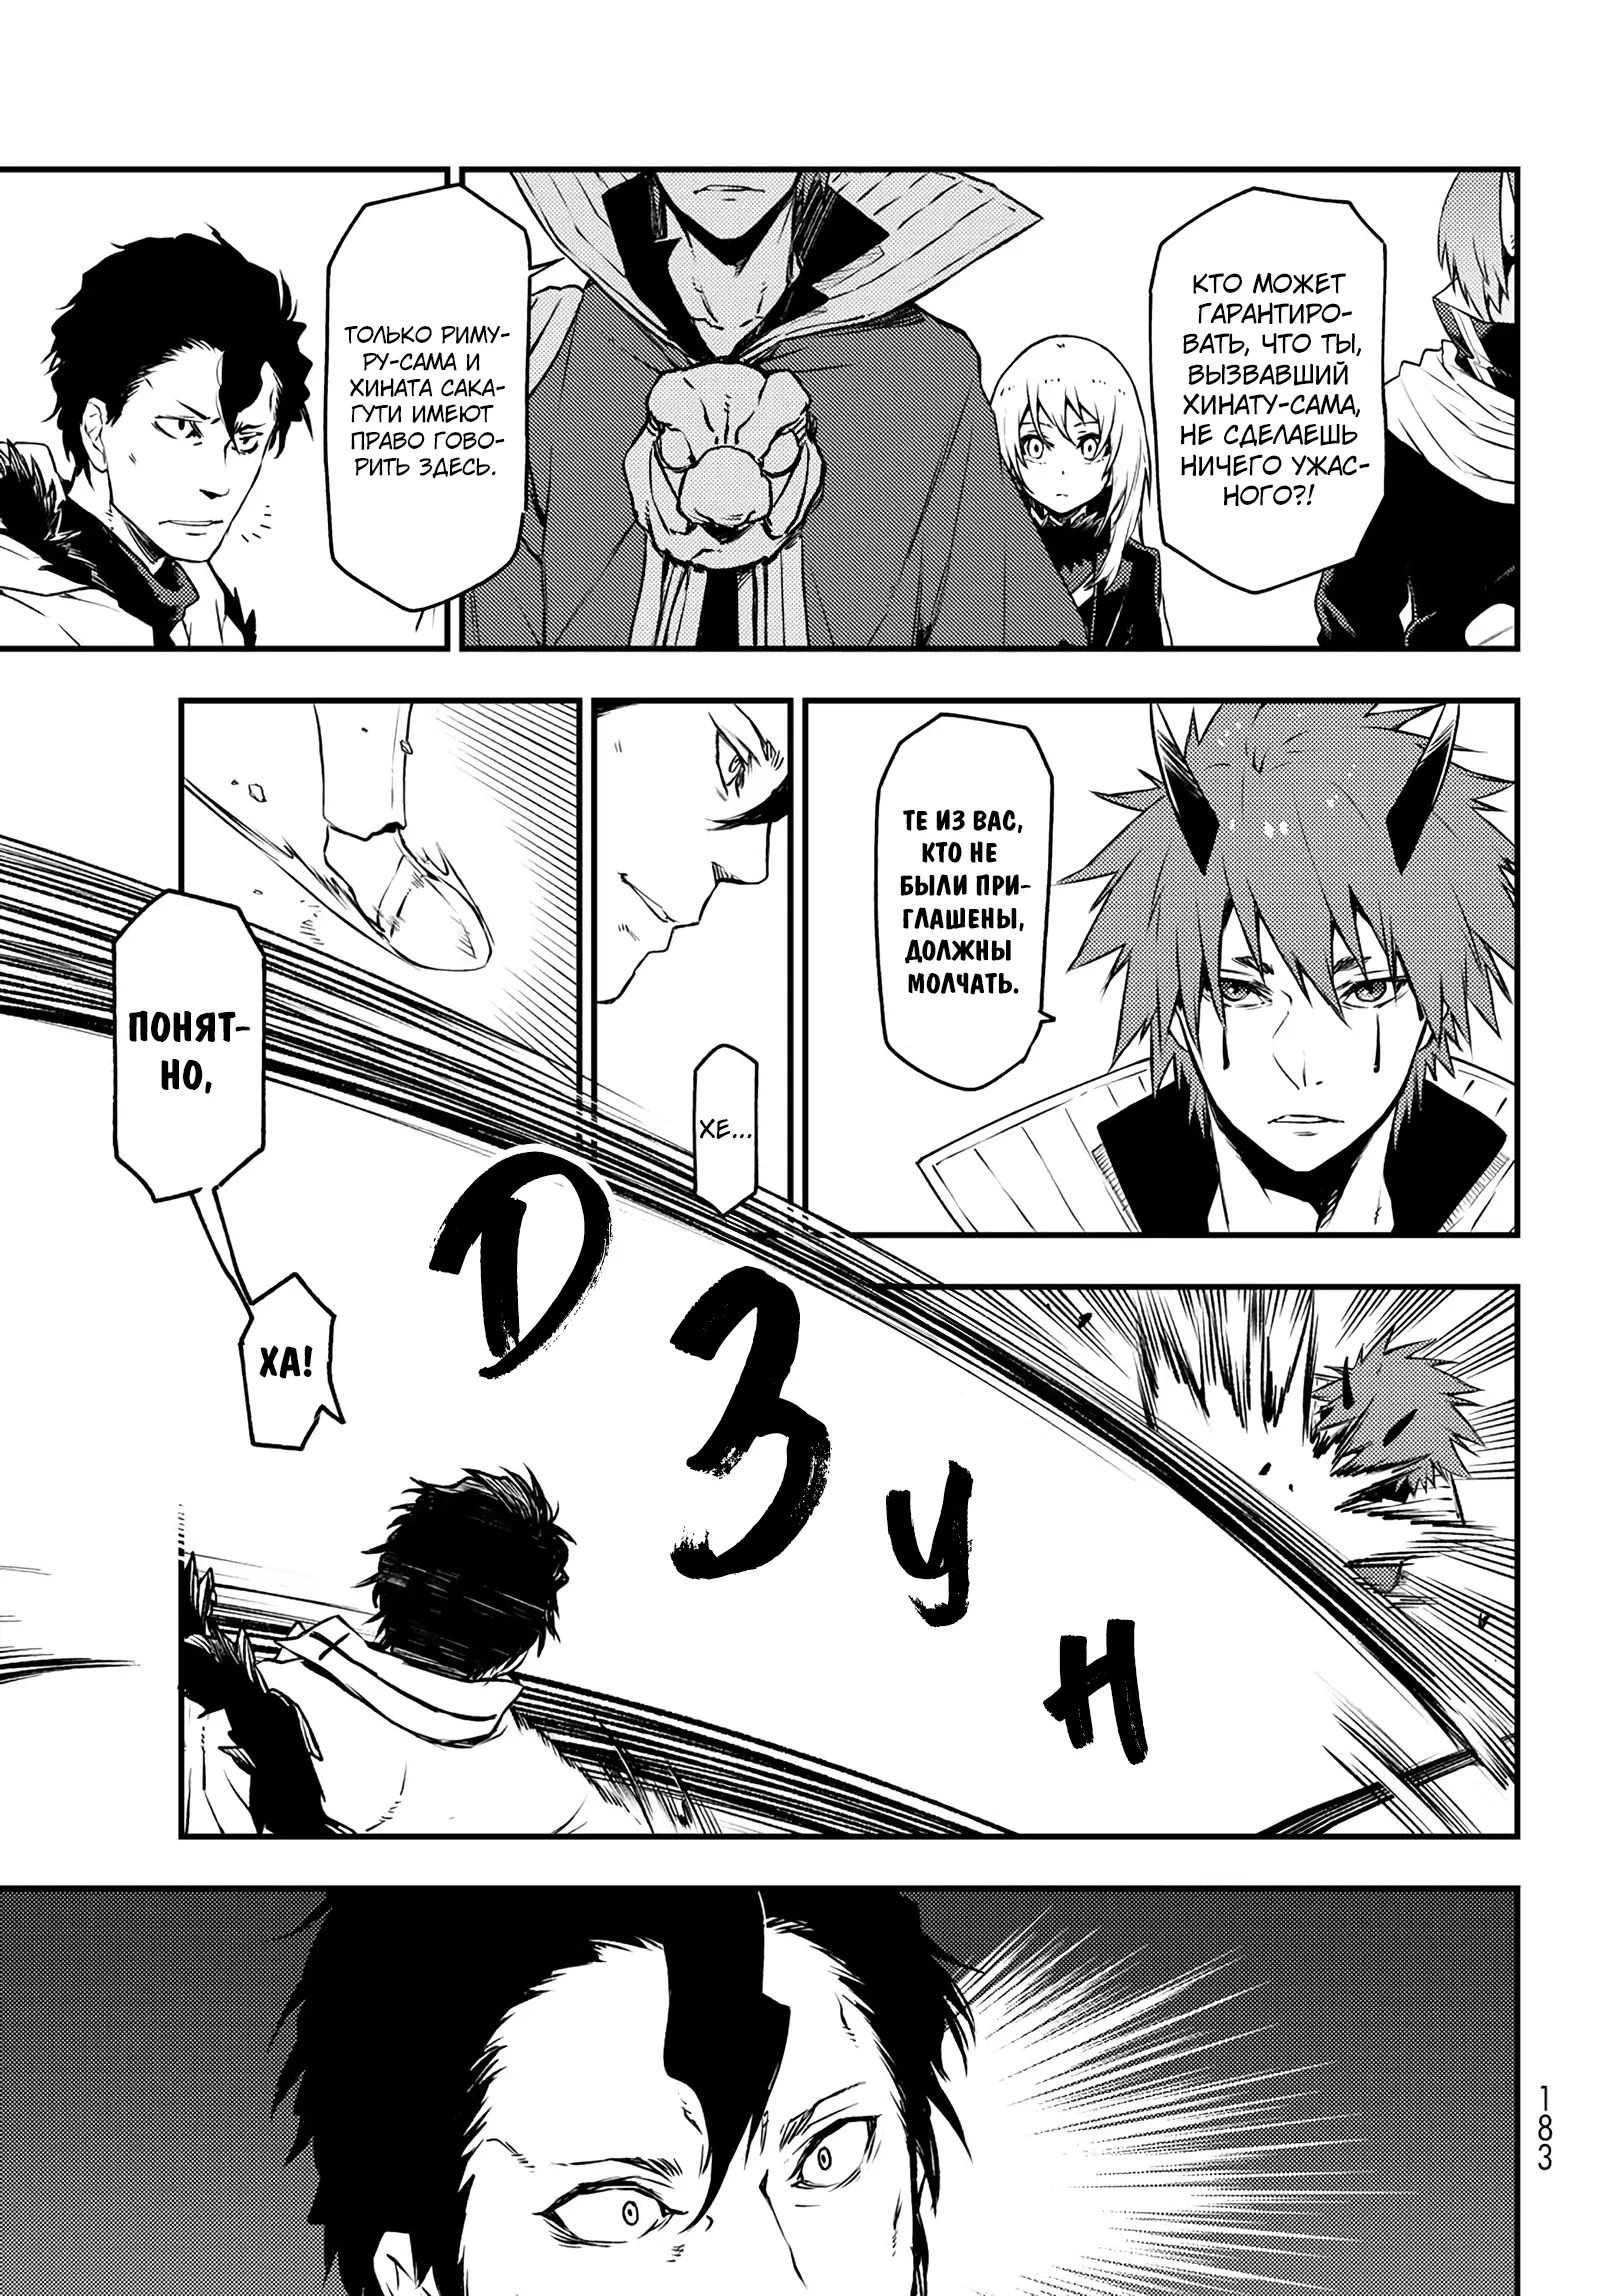 КТО МОЖЕТ
ГАРАНТИРО-
ВАТЬ, ЧТО ТЫ,
ВЫЗВАВШИЙ
ХИНАТУ-САМА,
НЕ СДЕЛАЕШЬ
НИЧЕГО УЖАС-
НОГО?!
ТОЛЬКО РИМУ-
РУ-САМА И
ХИНАТА САКА-
ГУТИ ИМЕЮТ
ПРАВО ГОВО-
РИТЬ ЗДЕСЬ.
ТЕ ИЗ ВАС,
КТО НЕ
БЫЛИ ПРИ-
ГЛАШЕНЫ,
ДОЛЖНЫ
МОЛЧАТЬ.
ХЕ...
ПОНЯТ-
НО,
ХА!
DЗУН
183